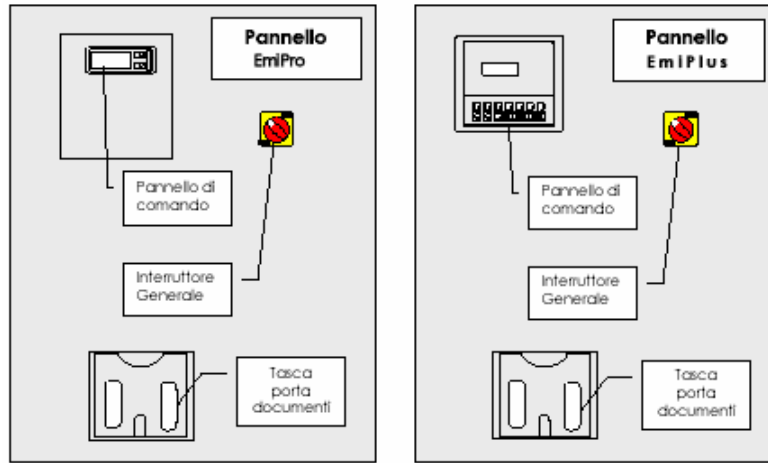 Pannello
EmiPro
Pannello di
comando
Interruttore
Generale
Tasca
porta
documenti
Pannello
EmiPlus
Pannello di
comando
Interruttore
Generale
Tasca
porta
documenti